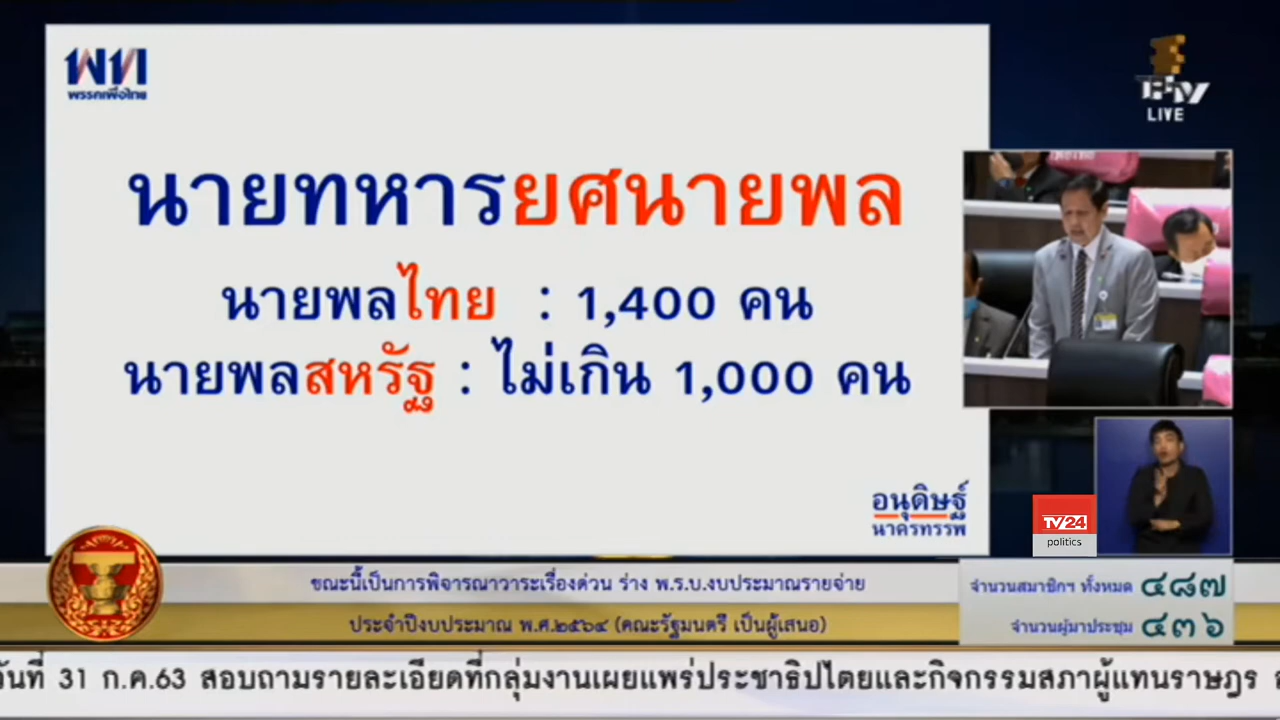 พท
พรรคเพื่อไทย
TPTV
LIVE
นายทหารยศนายพล
นายพลไทย : 1,400 คน
นายพลสหรัฐ : ไม่เกิน 1,000 คน
อนุดิษฐ์
นาครทรรพ
TV/24
politics
ขณะนี้เป็นการพิจารณาวาระเรื่องด่วน ร่าง พ.ร.บ.งบประมาณรายจ่าย
ประจำปีงบประมาณ พ.ศ.๒๕๖๔ (คณะรัฐมนตรี เป็นผู้เสนอ)
จำนวนสมาชิกฯ ทั้งหมด ๔๘๗
จำนวนผู้มาประชุม ๔๓๖
วันที่ 31 ก.ค.63 สอบถามรายละเอียดที่กลุ่มงานเผยแพร่ประชาธิปไตยและกิจกรรมสภาผู้แทนราษฎร